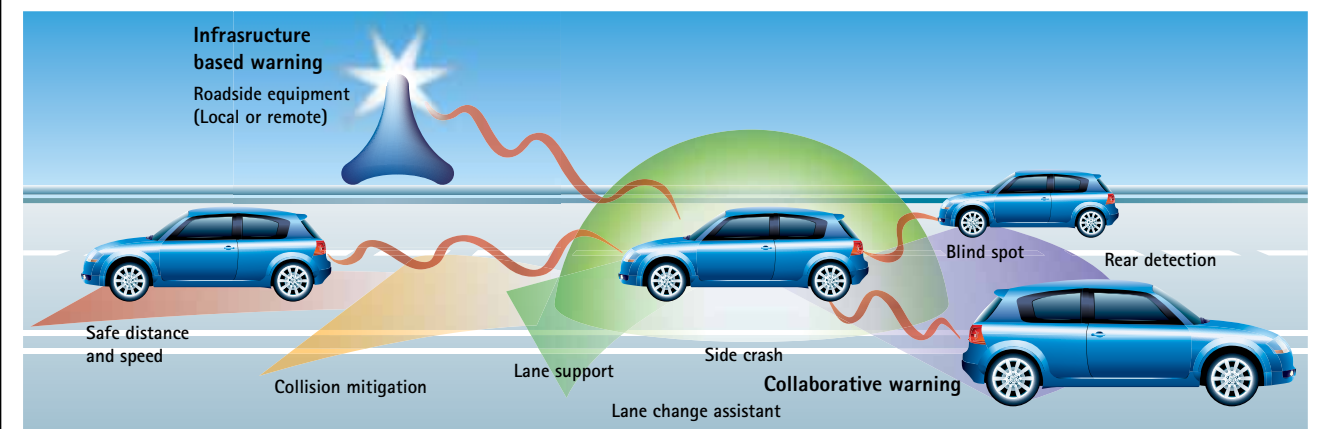 Infrasructure
based warning
Roadside equipment
(Local or remote)
Blind spot
Rear detection
Safe distance
and speed
Side crash
Lane support
Collision mitigation
Collaborative warning
Lane change assistant